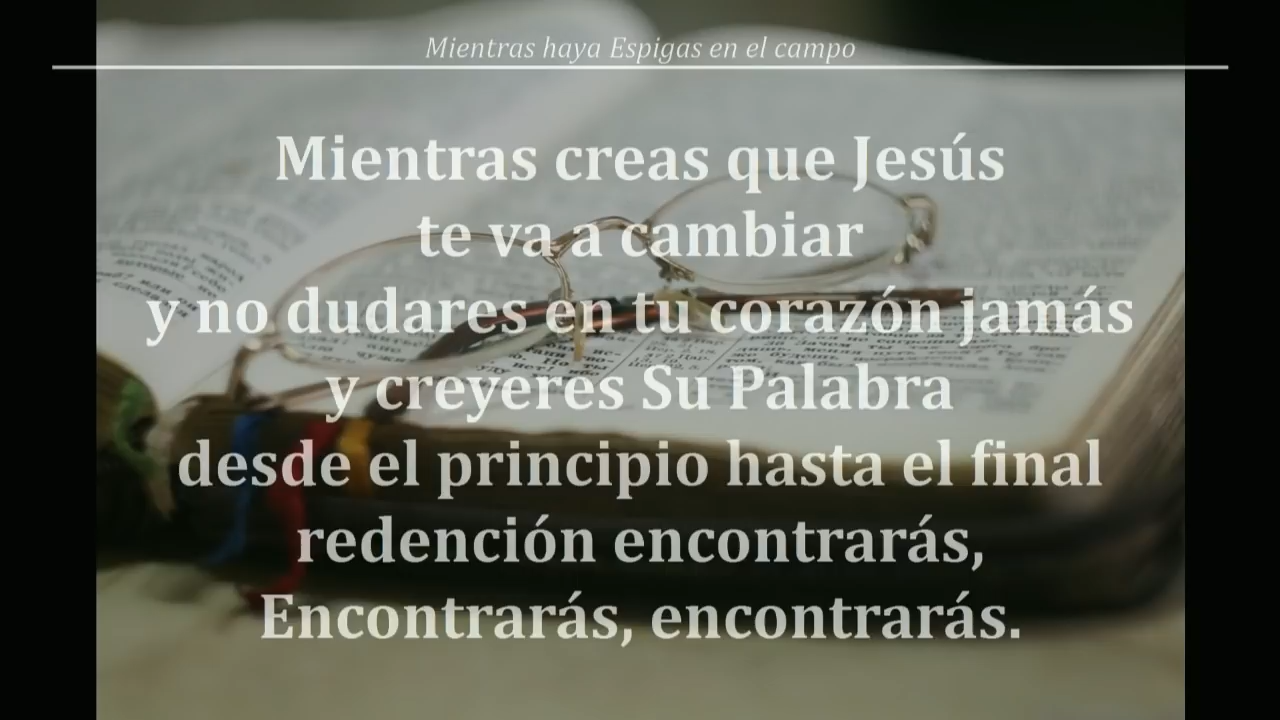 Mientras haya Espigas en el campo
Mientras creas que Jesús
te va a cambiar
y no dudares en tu corazón jamás
y creyeres Su Palabra
desde el principio hasta el final
redención encontrarás,
Encontrarás, encontrarás.